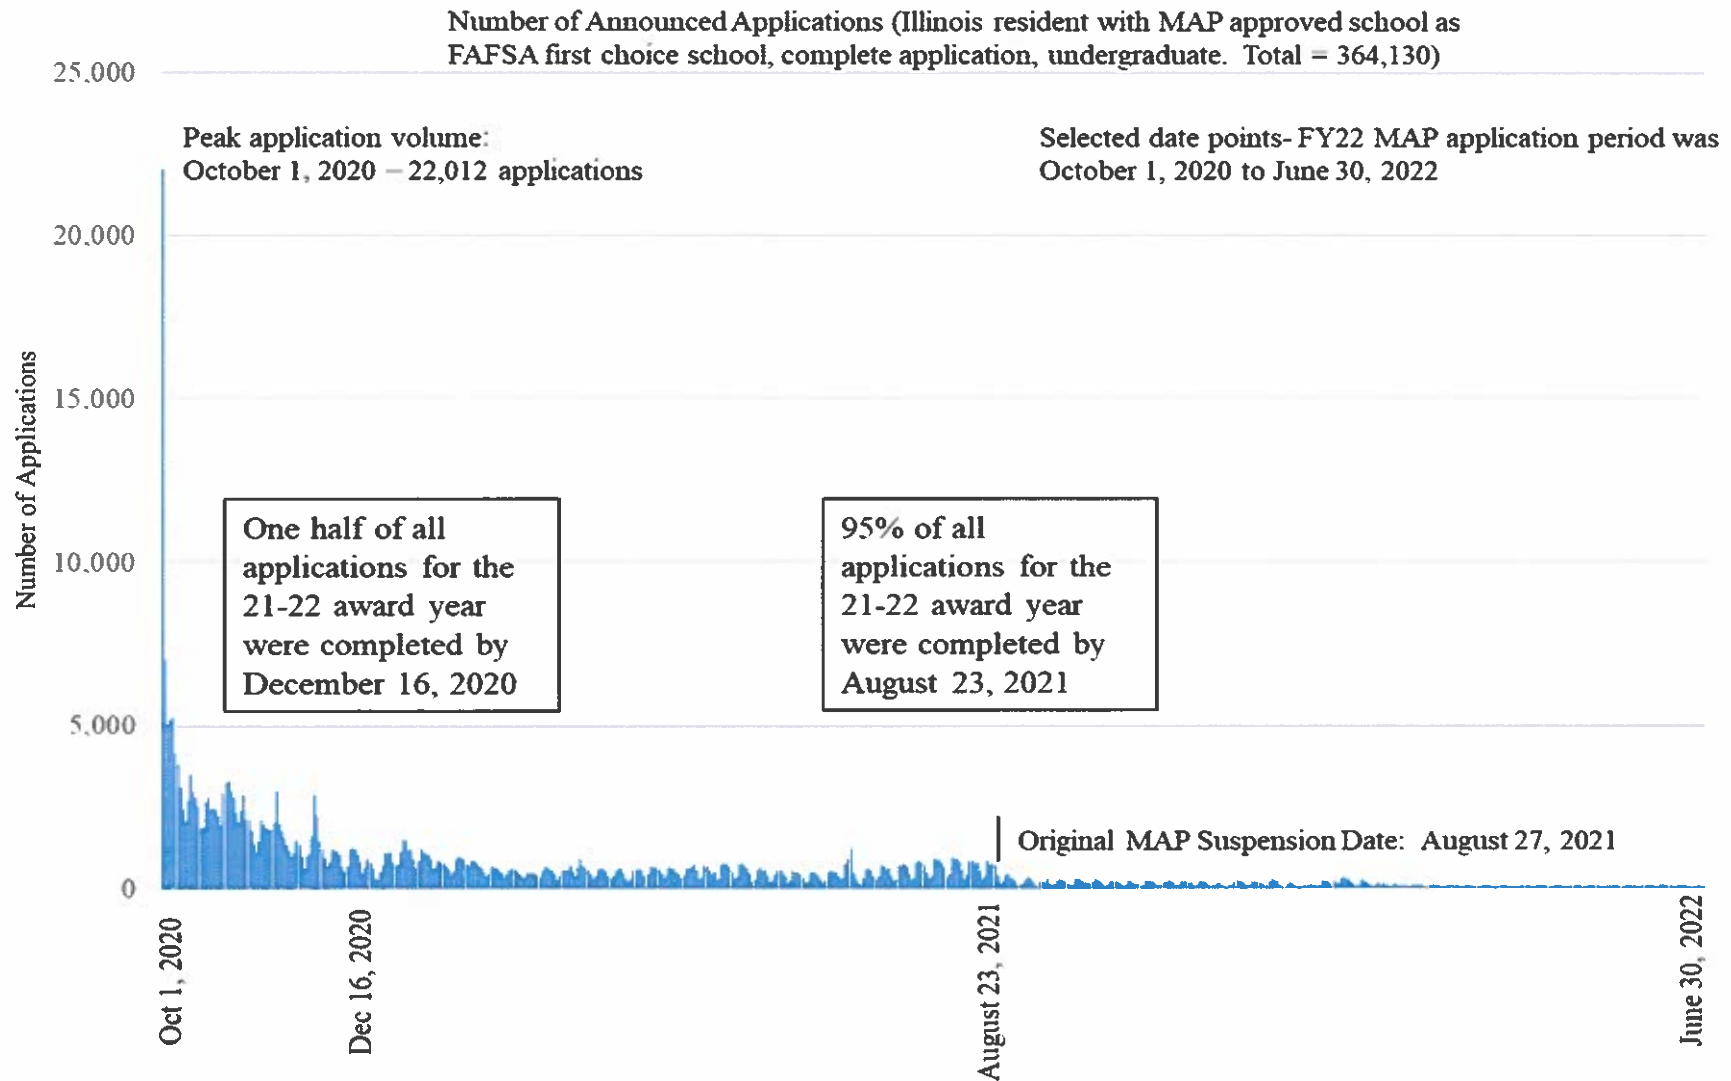 Number of Announced Applications (Illinois resident with MAP approved school as
FAFSA first choice school, complete application, undergraduate. Total = 364,130)
25,000
Peak application volume:
October 1, 2020 – 22,012 applications
Selected date points- FY22 MAP application period was
October 1, 2020 to June 30, 2022
20,000
15,000
Number of Applications
One half of all
applications for the
21-22 award year
were completed by
December 16, 2020
95% of all
applications for the
21-22 award year
were completed by
August 23, 2021
10,000
5,000
Original MAP Suspension Date: August 27, 2021
0
Oct 1, 2020
Dec 16, 2020
August 23, 2021
June 30, 2022